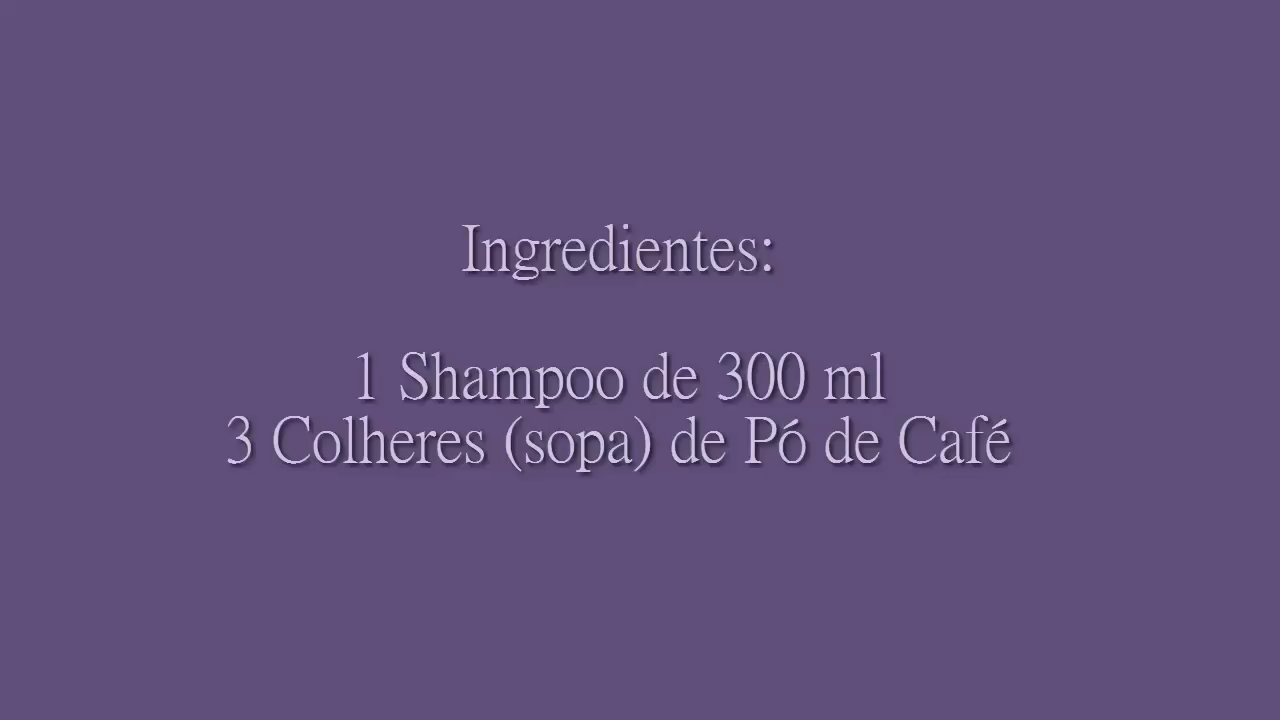 Ingredientes:
1 Shampoo de 300 ml
3 Colheres (sopa) de Pó de Café